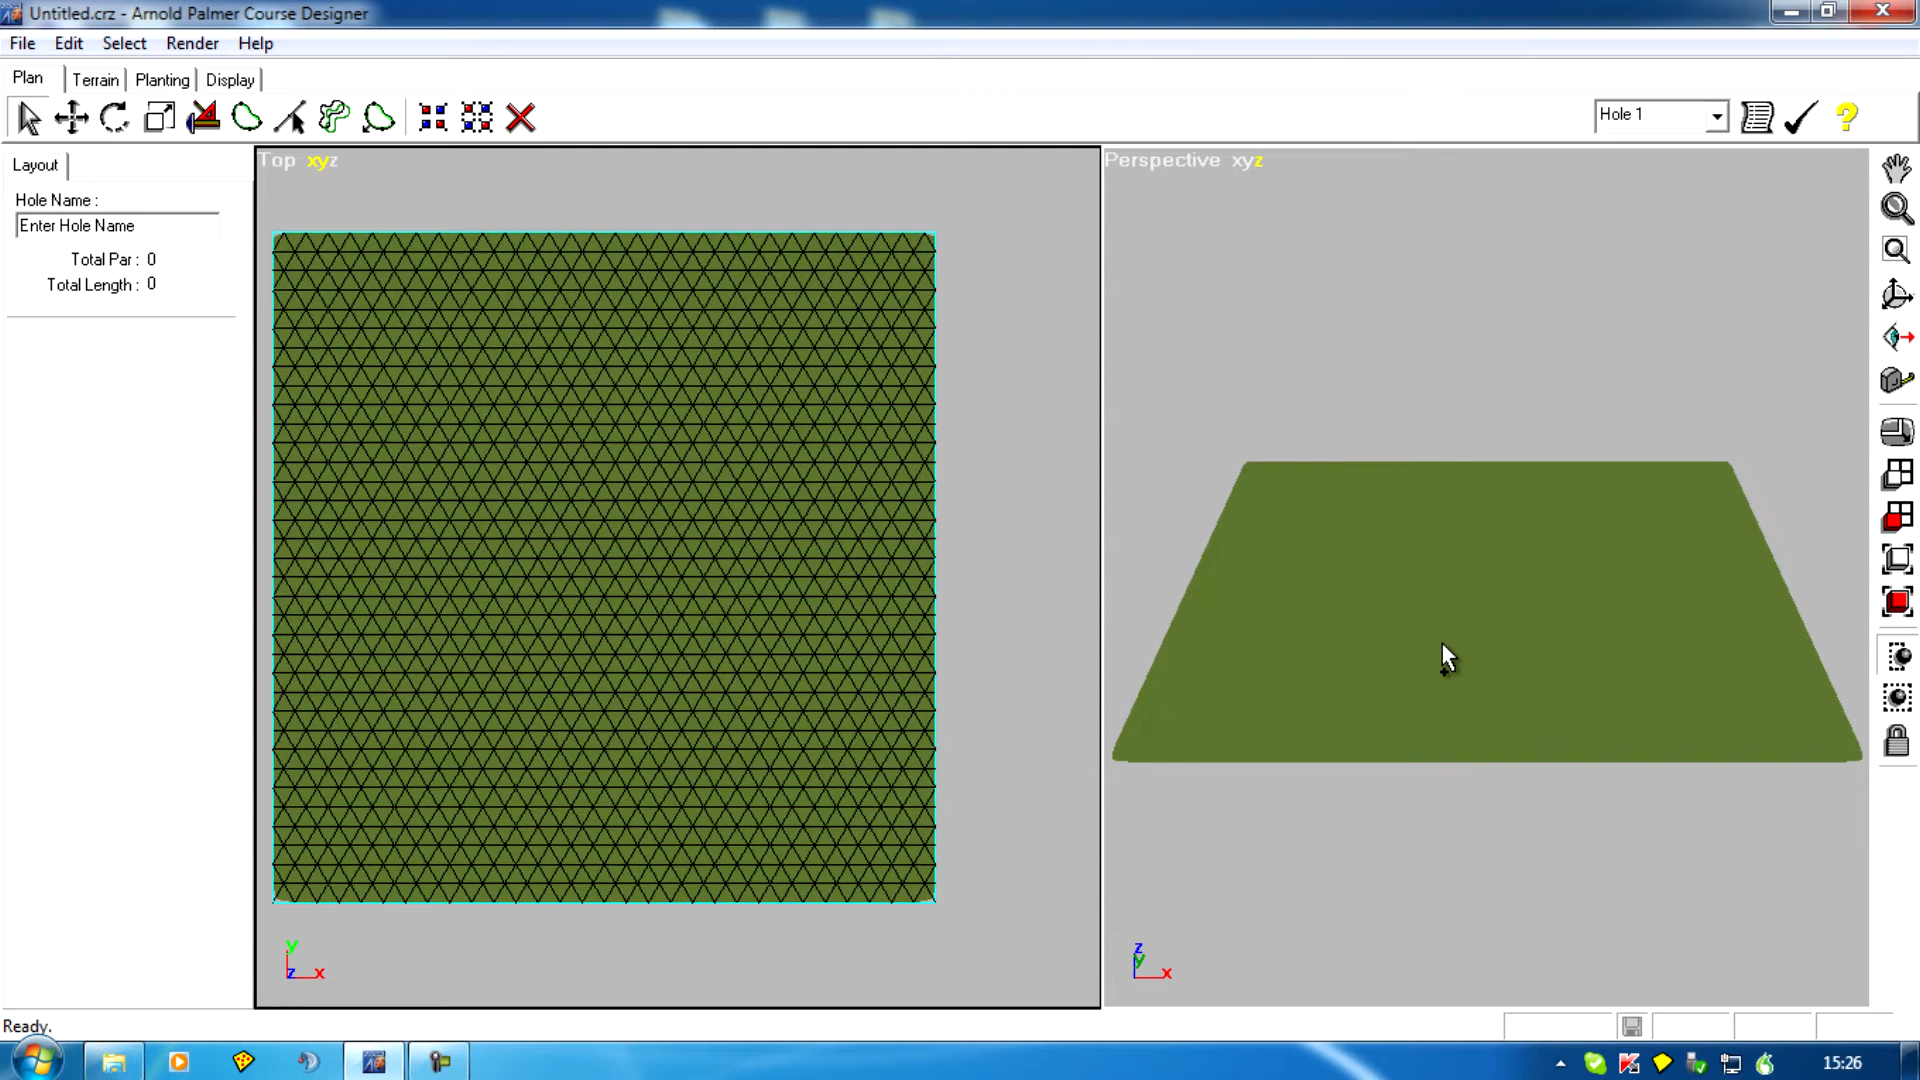 Untitled.crz - Arnold Palmer Course Designer
File Edit Select Render Help
Plan Terrain Planting Display
Hole 1
Layout
Hole Name :
Enter Hole Name
Total Par : 0
Total Length : 0
Top xyz
Perspective xyz
y
z x
z
y
x
Ready.
15:26